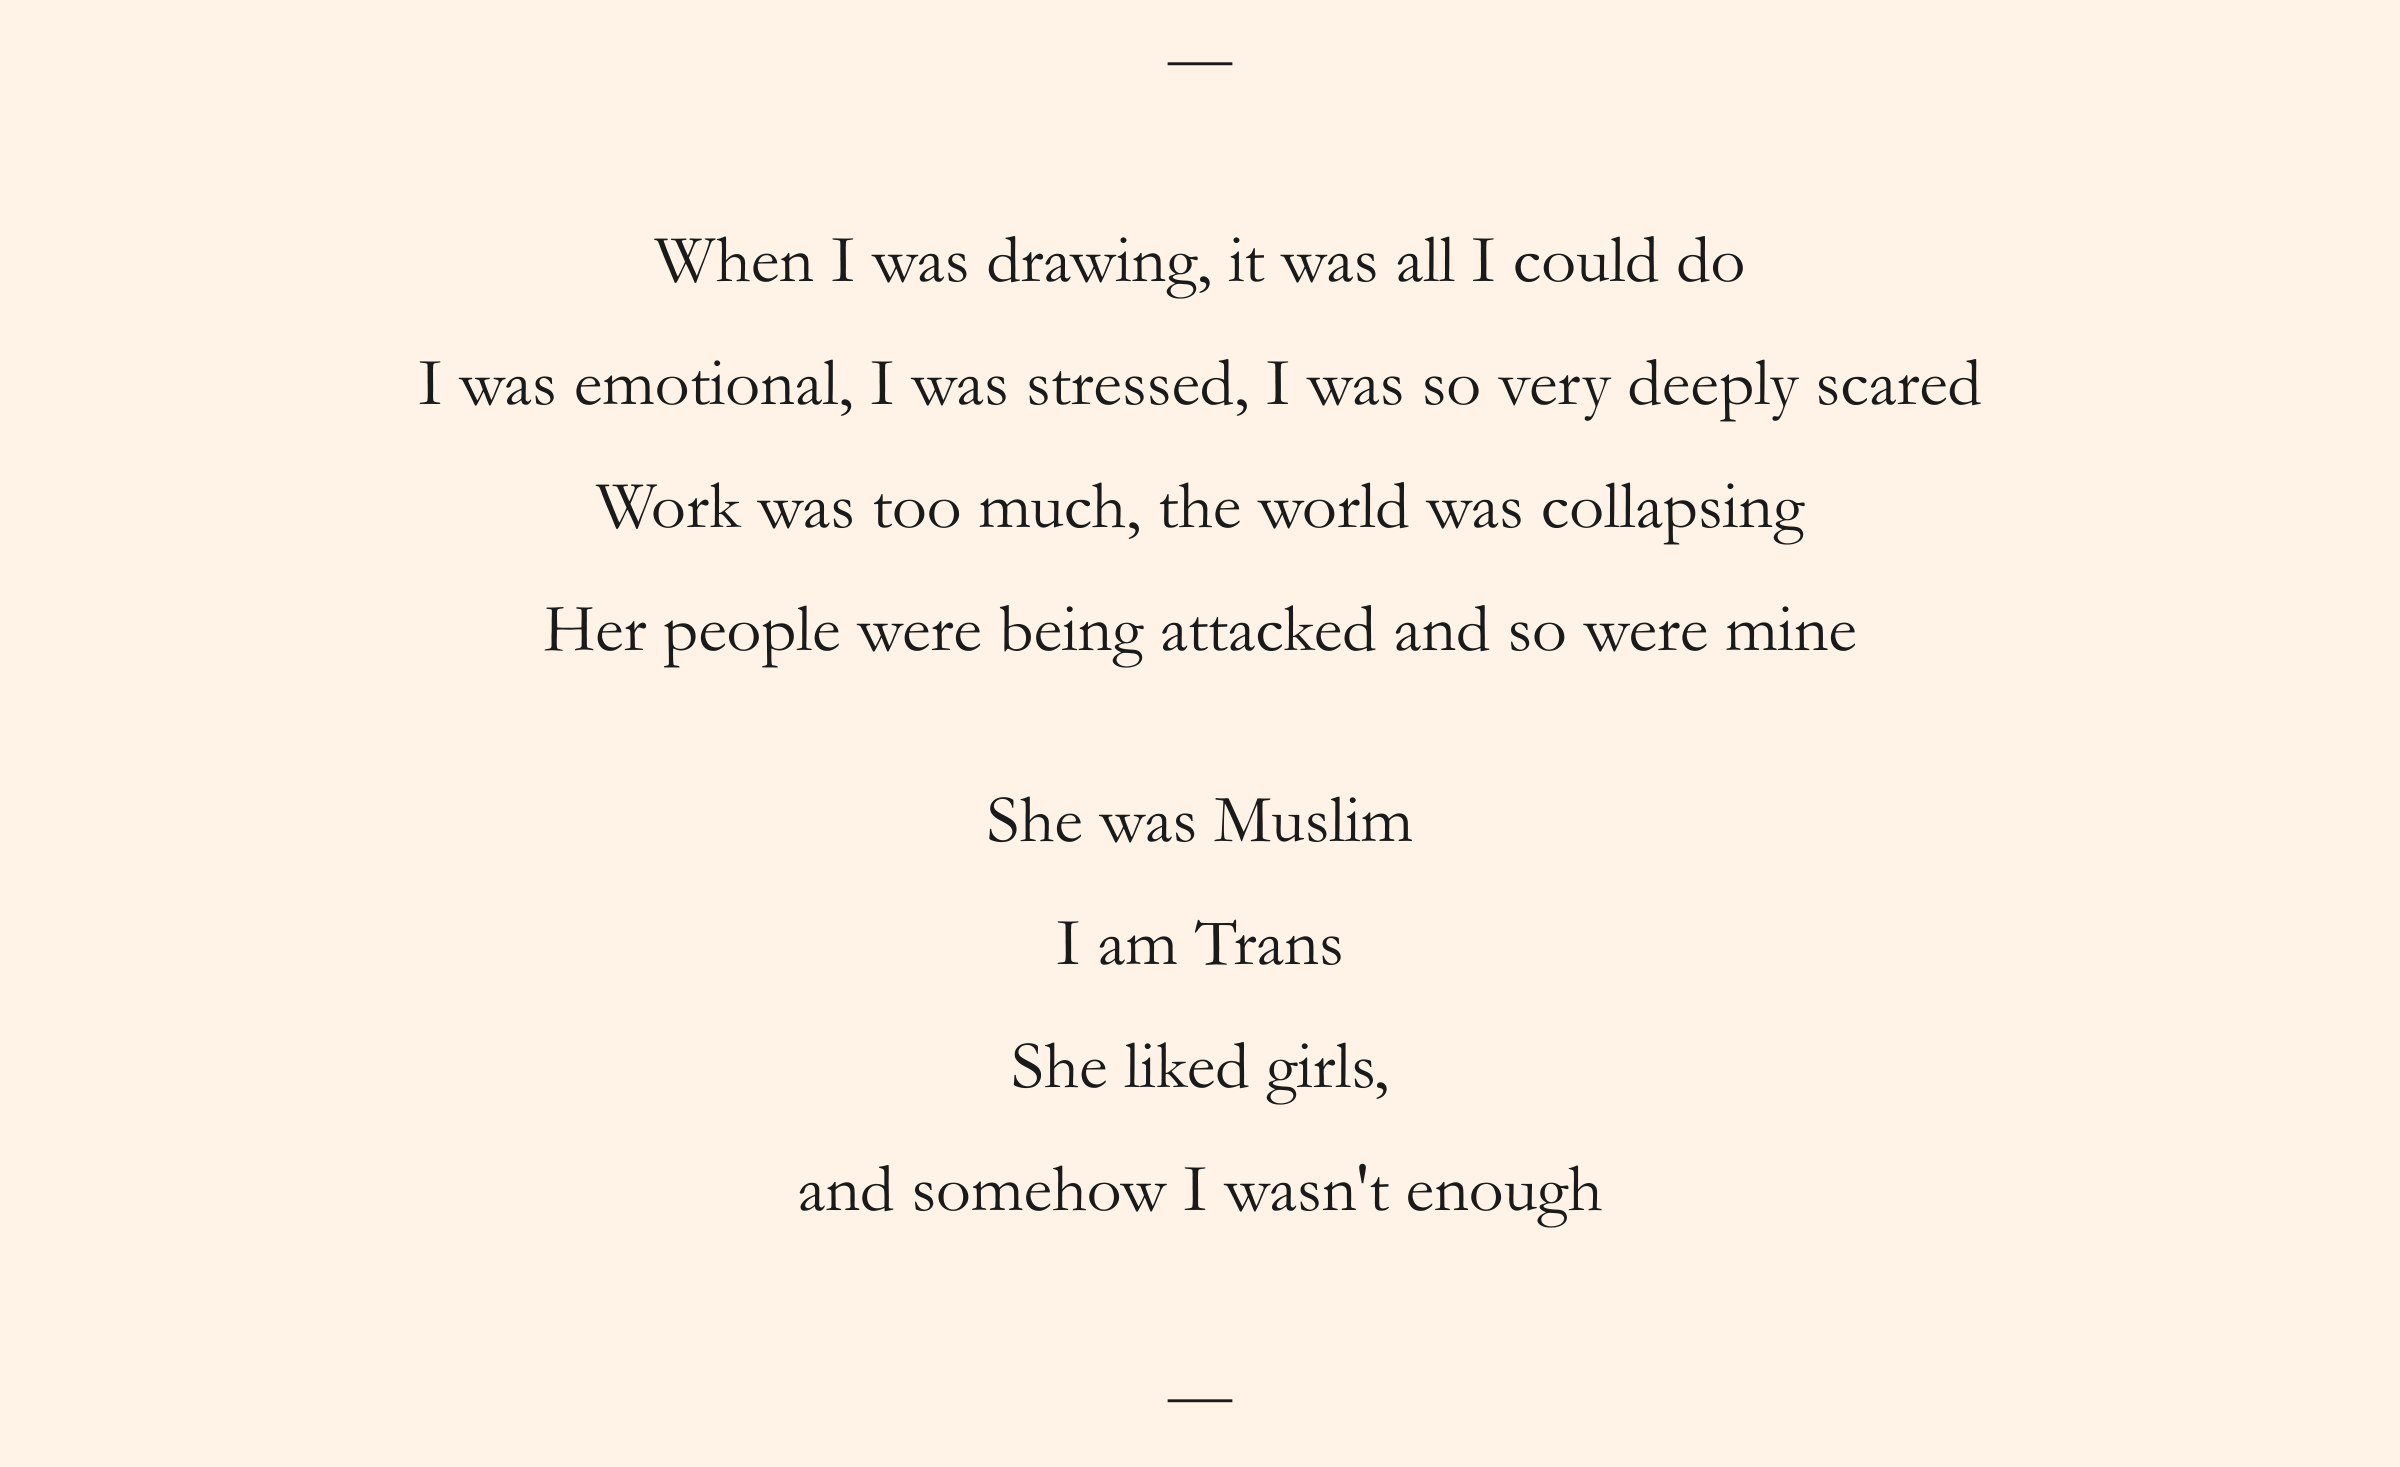 When I was drawing, it was all I could do
I was emotional, I was stressed, I was so very deeply scared
Work was too much, the world was collapsing
Her people were being attacked and so were mine
She was Muslim
I am Trans
She liked girls,
and somehow I wasn't enough